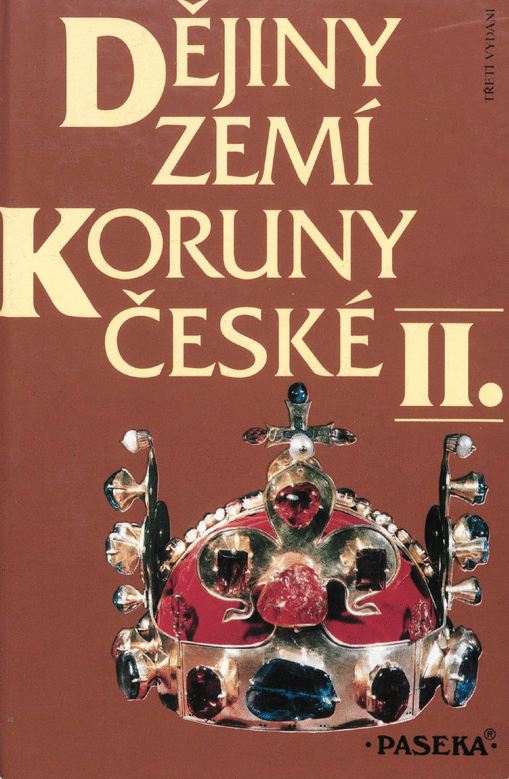 DĚJINY
ZEMÍ
KORUNY
ČESKÉ
II.
TŘETÍ VYDÁNÍ
· PASEKA® ·